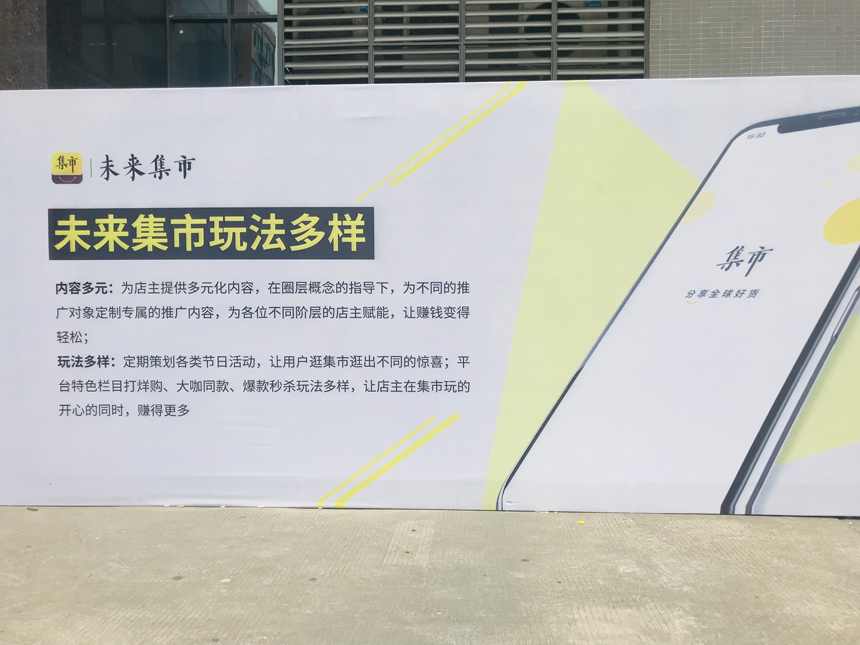 集市 未来集市
未来集市玩法多样
内容多元：为店主提供多元化内容，在圈层概念的指导下，为不同的推
广对象定制专属的推广内容，为各位不同阶层的店主赋能，让赚钱变得
轻松；
玩法多样：定期策划各类节日活动，让用户逛集市逛出不同的惊喜；平
台特色栏目打烊购、大咖同款、爆款秒杀玩法多样，让店主在集市玩的
开心的同时，赚得更多
集市
分享全球好货